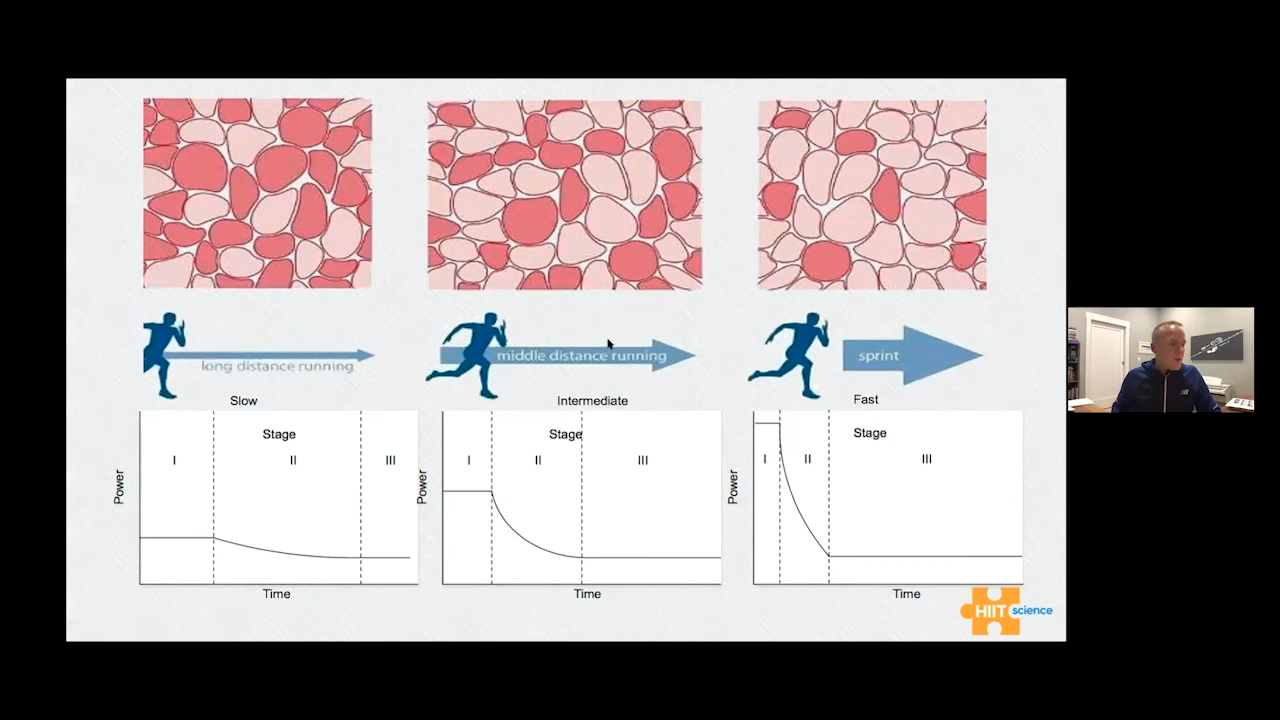 long distance running
middle distance running
sprint
Slow
Intermediate
Fast
Stage
I
II
III
Power
Time
Stage
I
II
III
Power
Time
Stage
I
II
III
Power
Time
HIIT science